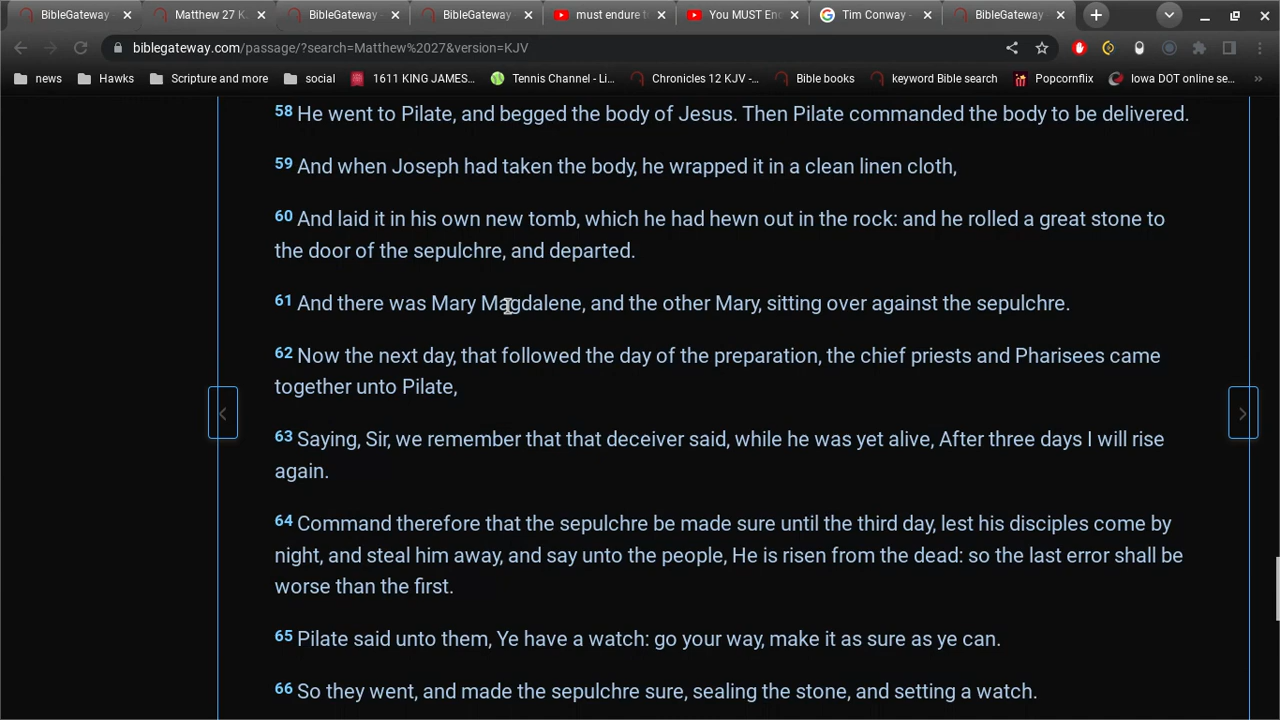 BibleGateway
Matthew 27 K
BibleGateway -
BibleGateway -
must endure to
You MUST En
Tim Conway -
BibleGateway
biblegateway.com/passage/?search=Matthew%2027&version=KJV
news
Hawks
Scripture and more
social
1611 KING JAMES...
Tennis Channel - Li...
Chronicles 12 KJV -...
Bible books
keyword Bible search
Popcornflix
Iowa DOT online se...
»
58 He went to Pilate, and begged the body of Jesus. Then Pilate commanded the body to be delivered.
59 And when Joseph had taken the body, he wrapped it in a clean linen cloth,
60 And laid it in his own new tomb, which he had hewn out in the rock: and he rolled a great stone to
the door of the sepulchre, and departed.
61 And there was Mary Magdalene, and the other Mary, sitting over against the sepulchre.
62 Now the next day, that followed the day of the preparation, the chief priests and Pharisees came
together unto Pilate,
63 Saying, Sir, we remember that that deceiver said, while he was yet alive, After three days I will rise
again.
64 Command therefore that the sepulchre be made sure until the third day, lest his disciples come by
night, and steal him away, and say unto the people, He is risen from the dead: so the last error shall be
worse than the first.
65 Pilate said unto them, Ye have a watch: go your way, make it as sure as ye can.
66 So they went, and made the sepulchre sure, sealing the stone, and setting a watch.